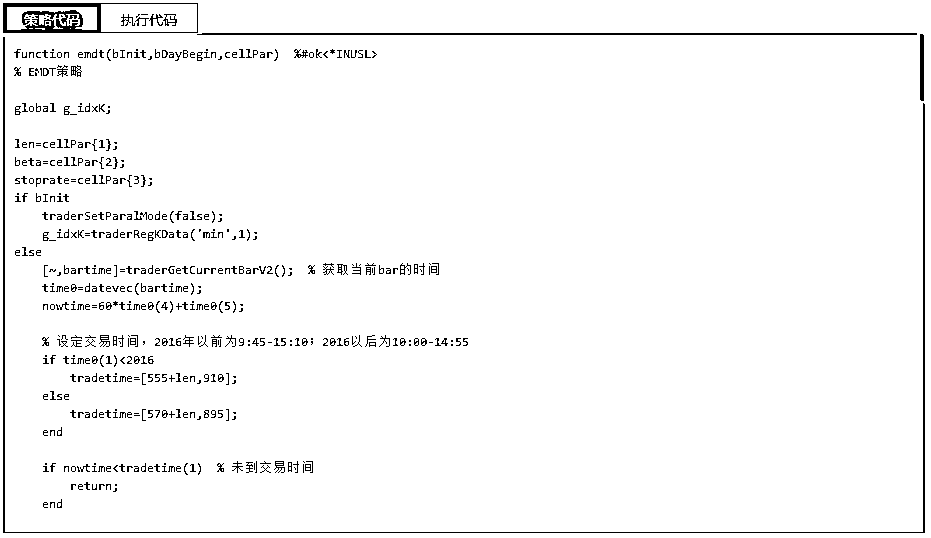 策略代码 执行代码
function emdt(bInit,bDayBegin,cellPar)  %#ok<*INUSL>
% EMDT策略
global g_idxK;
len=cellPar{1};
beta=cellPar{2};
stoprate=cellPar{3};
if bInit
    traderSetParalMode(false);
    g_idxK=traderRegKData('min',1);
else
    [~,bartime]=traderGetCurrentBarV2();  % 获取当前bar的时间
    time0=datevec(bartime);
    nowtime=60*time0(4)+time0(5);
    % 设定交易时间，2016年以前为9:45-15:10；2016以后为10:00-14:55
    if time0(1)<2016
        tradetime=[555+len,910];
    else
        tradetime=[570+len,895];
    end
    if nowtime<tradetime(1)  % 未到交易时间
        return;
    end